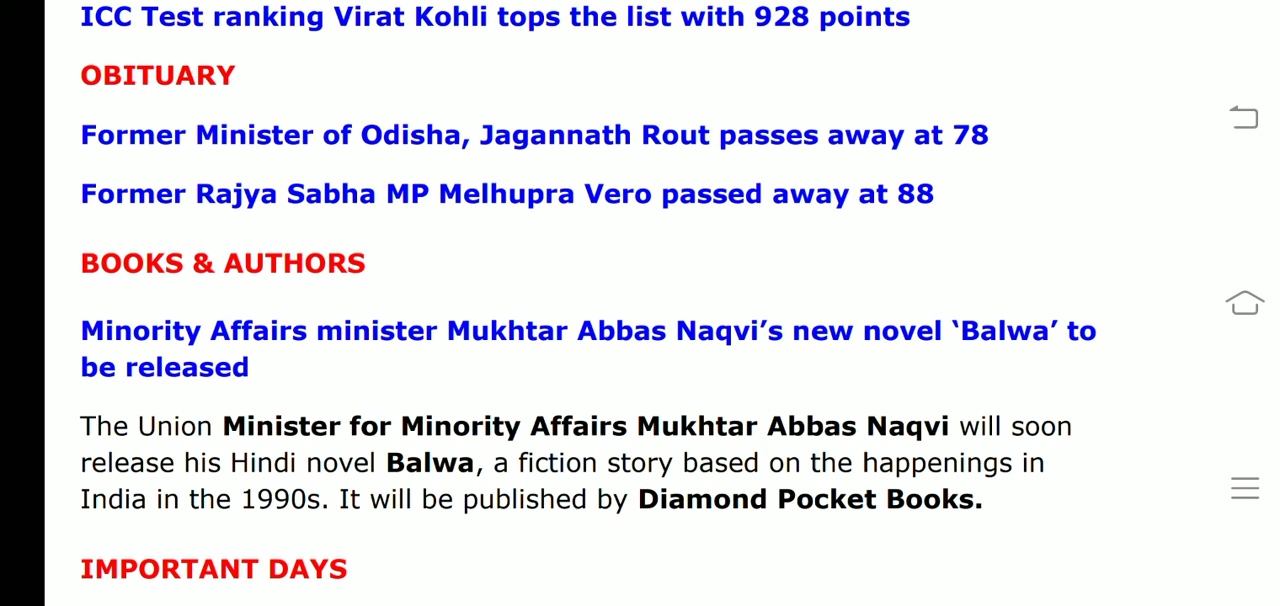 ICC Test ranking Virat Kohli tops the list with 928 points
OBITUARY
Former Minister of Odisha, Jagannath Rout passes away at 78
Former Rajya Sabha MP Melhupra Vero passed away at 88
BOOKS & AUTHORS
Minority Affairs minister Mukhtar Abbas Naqvi’s new novel ‘Balwa’ to
be released
The Union Minister for Minority Affairs Mukhtar Abbas Naqvi will soon
release his Hindi novel Balwa, a fiction story based on the happenings in
India in the 1990s. It will be published by Diamond Pocket Books.
IMPORTANT DAYS